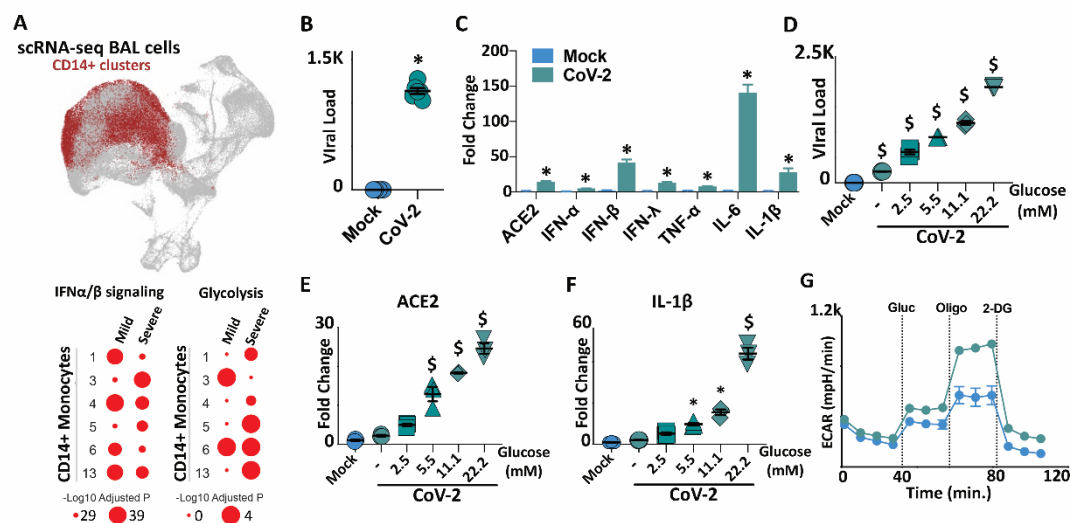 A
scRNA-seq BAL cells
CD14+ clusters
IFNα/β signaling
Glycolysis
Mild
Severe
Mild
Severe
CD14+ Monocytes
1
3
4
5
6
13
CD14+ Monocytes
1
3
4
5
6
13
-Log10 Adjusted P
29
39
-Log10 Adjusted P
0
4
B
VIral Load
1.5K
0
*
Mock
CoV-2
C
Fold Change
200
150
100
50
0
Mock
CoV-2
* * * * * * *
ACE2
IFN-α
IFN-β
IFN-λ
TNF-α
IL-6
IL-1β
D
VIral Load
2.5K
0
$ $ $ $ $
Mock
-
2.5
5.5
11.1
22.2
Glucose
(mM)
CoV-2
E
ACE2
Fold Change
30
0
$ $ $
Mock
-
2.5
5.5
11.1
22.2
Glucose
(mM)
CoV-2
F
IL-1β
Fold Change
60
0
* * $
Mock
-
2.5
5.5
11.1
22.2
Glucose
(mM)
CoV-2
G
ECAR (mpH/min)
1.2K
0
Gluc
Oligo
2-DG
0
40
80
120
Time (min.)